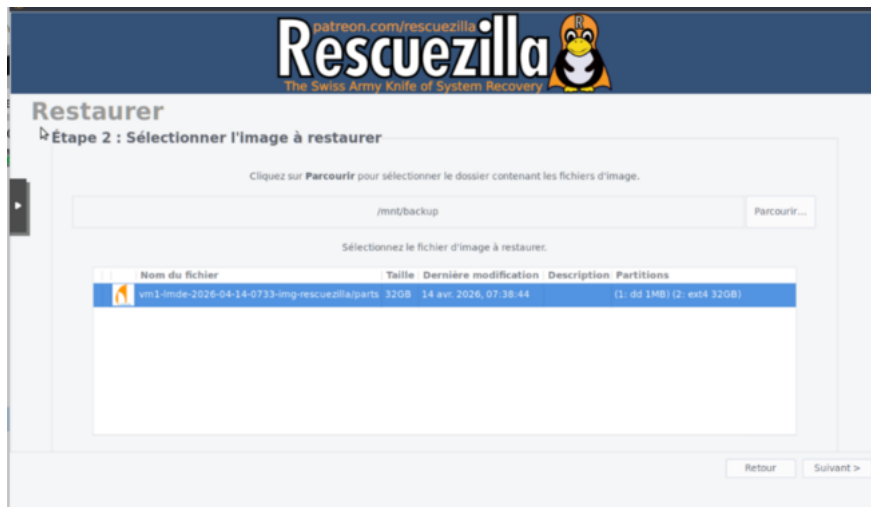 patreon.com/rescuezilla
Rescuezilla
R
The Swiss Army Knife of System Recovery
Restaurer
Étape 2 : Sélectionner l'image à restaurer
Cliquez sur Parcourir pour sélectionner le dossier contenant les fichiers d'image.
/mnt/backup Parcourir...
Sélectionnez le fichier d'image à restaurer.
Nom du fichier Taille Dernière modification Description Partitions
vm1-lmde-2026-04-14-0733-img-rescuezilla/parts 32GB 14 avr. 2026, 07:38:44 (1: dd 1MB) (2: ext4 32GB)
Retour Suivant >